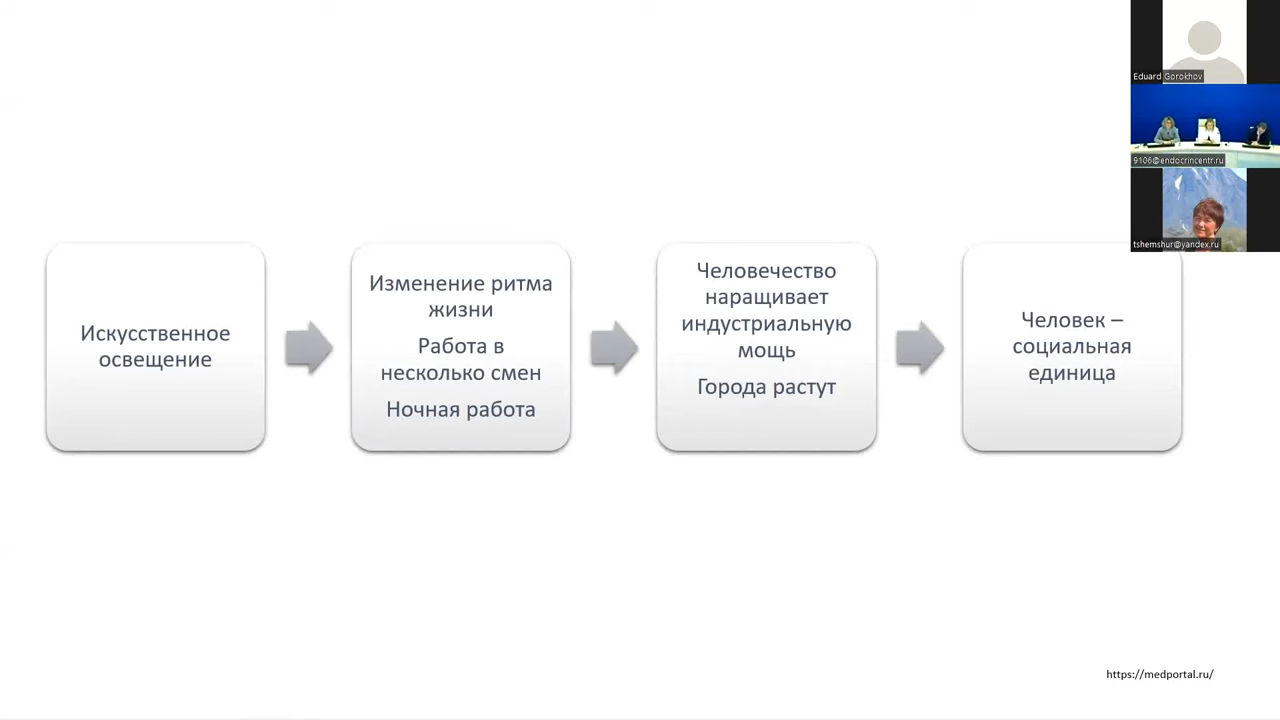 Eduard Gorokhov
9106@endocrincentr.ru
tshemshur@yandex.ru
Искусственное
освещение
Изменение ритма
жизни
Работа в
несколько смен
Ночная работа
Человечество
наращивает
индустриальную
мощь
Города растут
Человек –
социальная
единица
https://medportal.ru/